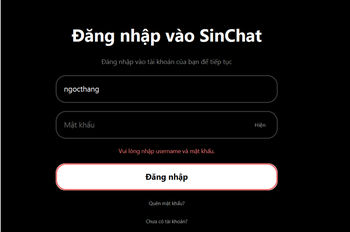 Đăng nhập vào SinChat
Đăng nhập vào tài khoản của bạn để tiếp tục
ngocthang
Mật khẩu
Hiện
Vui lòng nhập username và mật khẩu.
Đăng nhập
Quên mật khẩu?
Chưa có tài khoản?